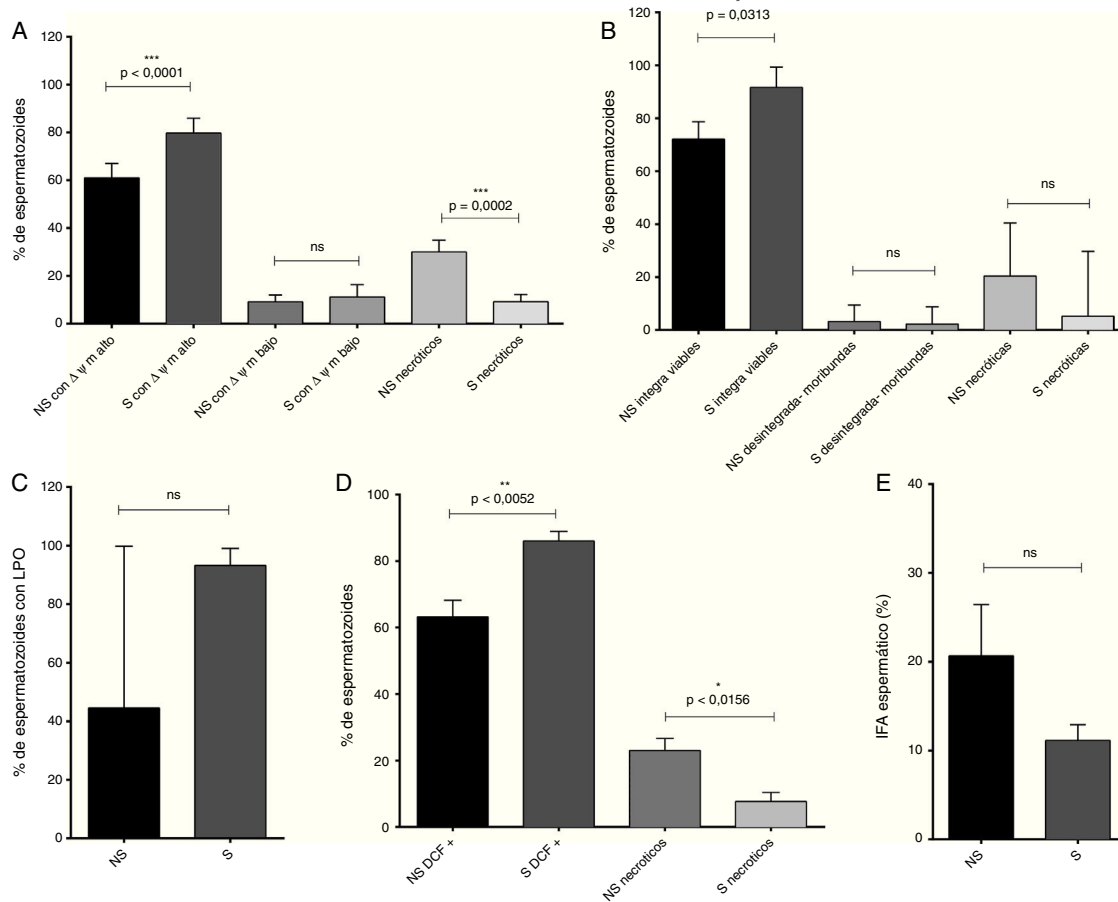 A
% de espermatozoides
120
100
80
60
40
20
0
***
p < 0,0001
ns
***
p = 0,0002
NS con Δ ψ m alto
S con Δ ψ m alto
NS con Δ ψ m bajo
S con Δ ψ m bajo
NS necróticos
S necróticos
B
% de espermatozoides
120
100
80
60
40
20
0
p = 0,0313
ns
ns
NS integra viables
S integra viables
NS desintegrada- moribundas
S desintegrada- moribundas
NS necróticas
S necróticas
C
% de espermatozoides con LPO
120
100
80
60
40
20
0
ns
NS
S
D
% de espermatozoides
100
80
60
40
20
0
**
p < 0,0052
*
p < 0,0156
NS DCF +
S DCF +
NS necroticos
S necroticos
E
IFA espermático (%)
40
30
20
10
0
ns
NS
S